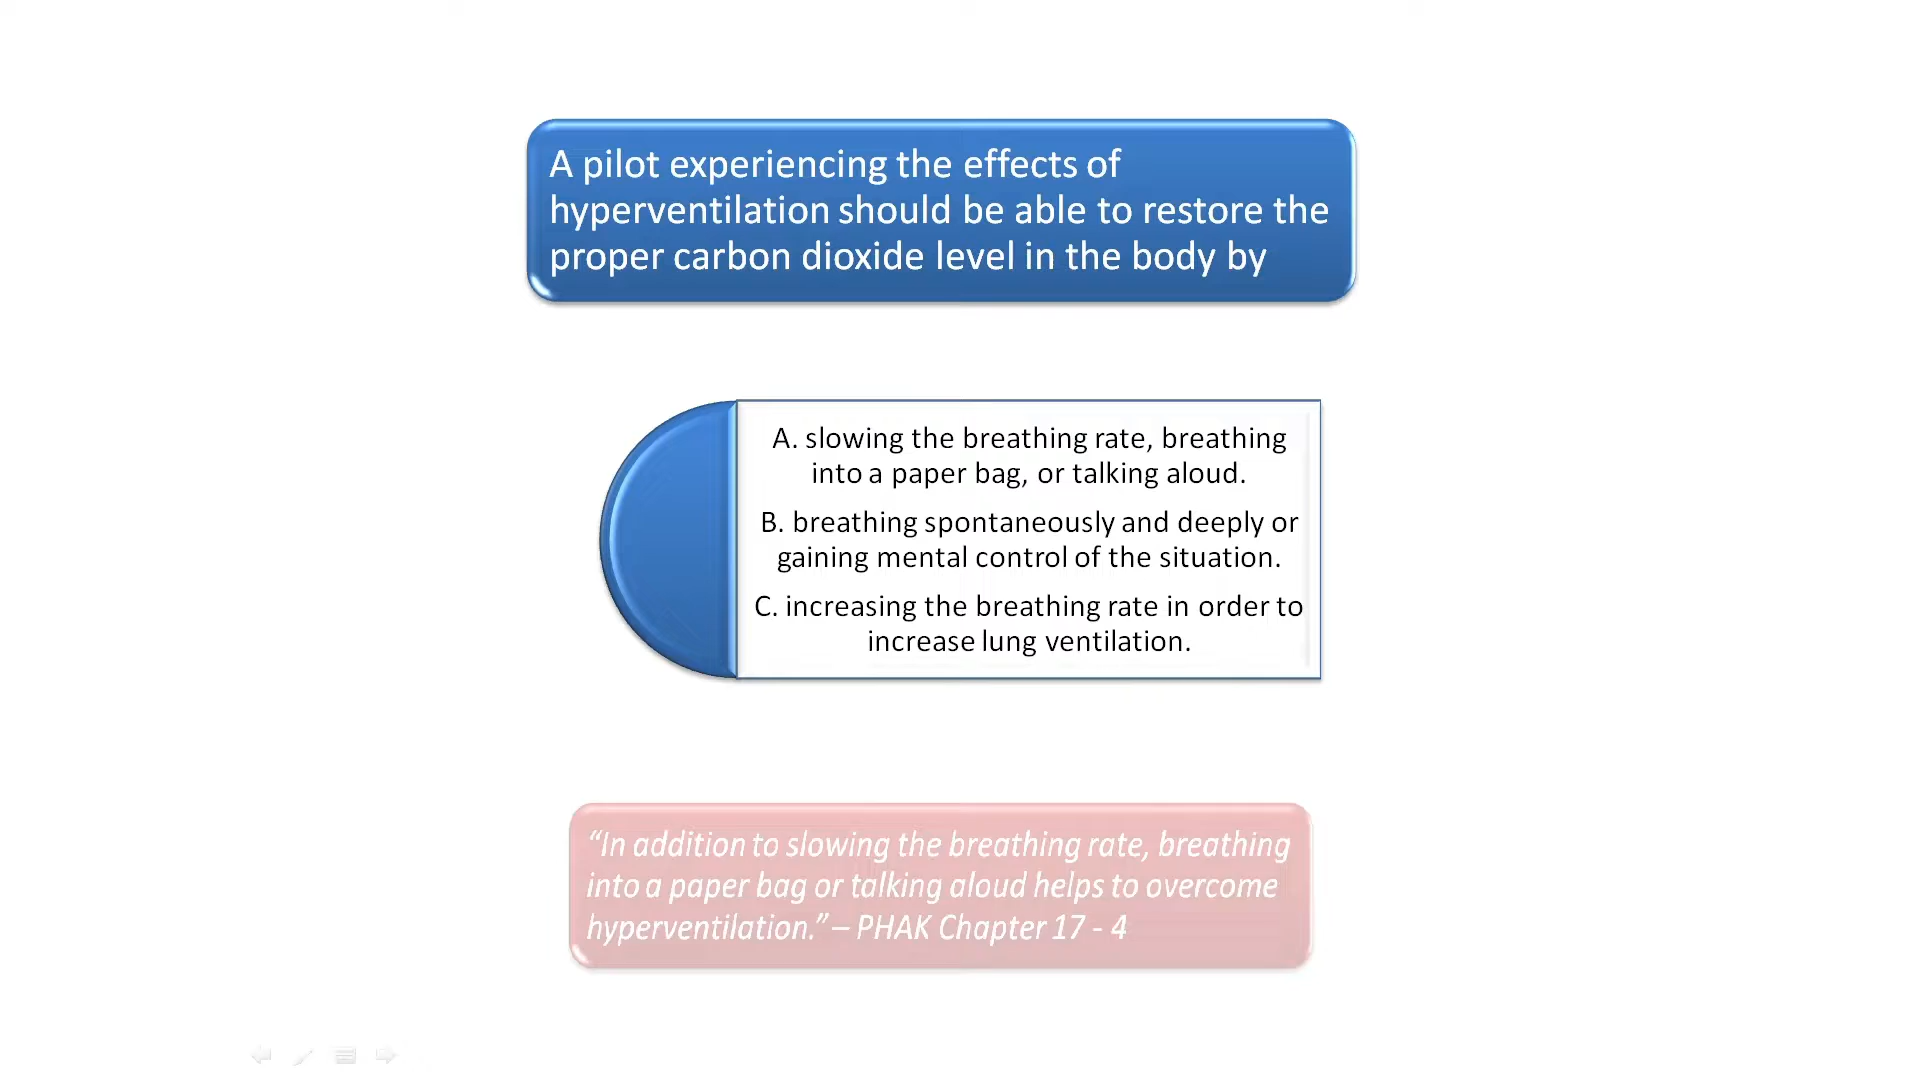 A pilot experiencing the effects of
hyperventilation should be able to restore the
proper carbon dioxide level in the body by
A. slowing the breathing rate, breathing
into a paper bag, or talking aloud.
B. breathing spontaneously and deeply or
gaining mental control of the situation.
C. increasing the breathing rate in order to
increase lung ventilation.
“In addition to slowing the breathing rate, breathing
into a paper bag or talking aloud helps to overcome
hyperventilation.” – PHAK Chapter 17 - 4